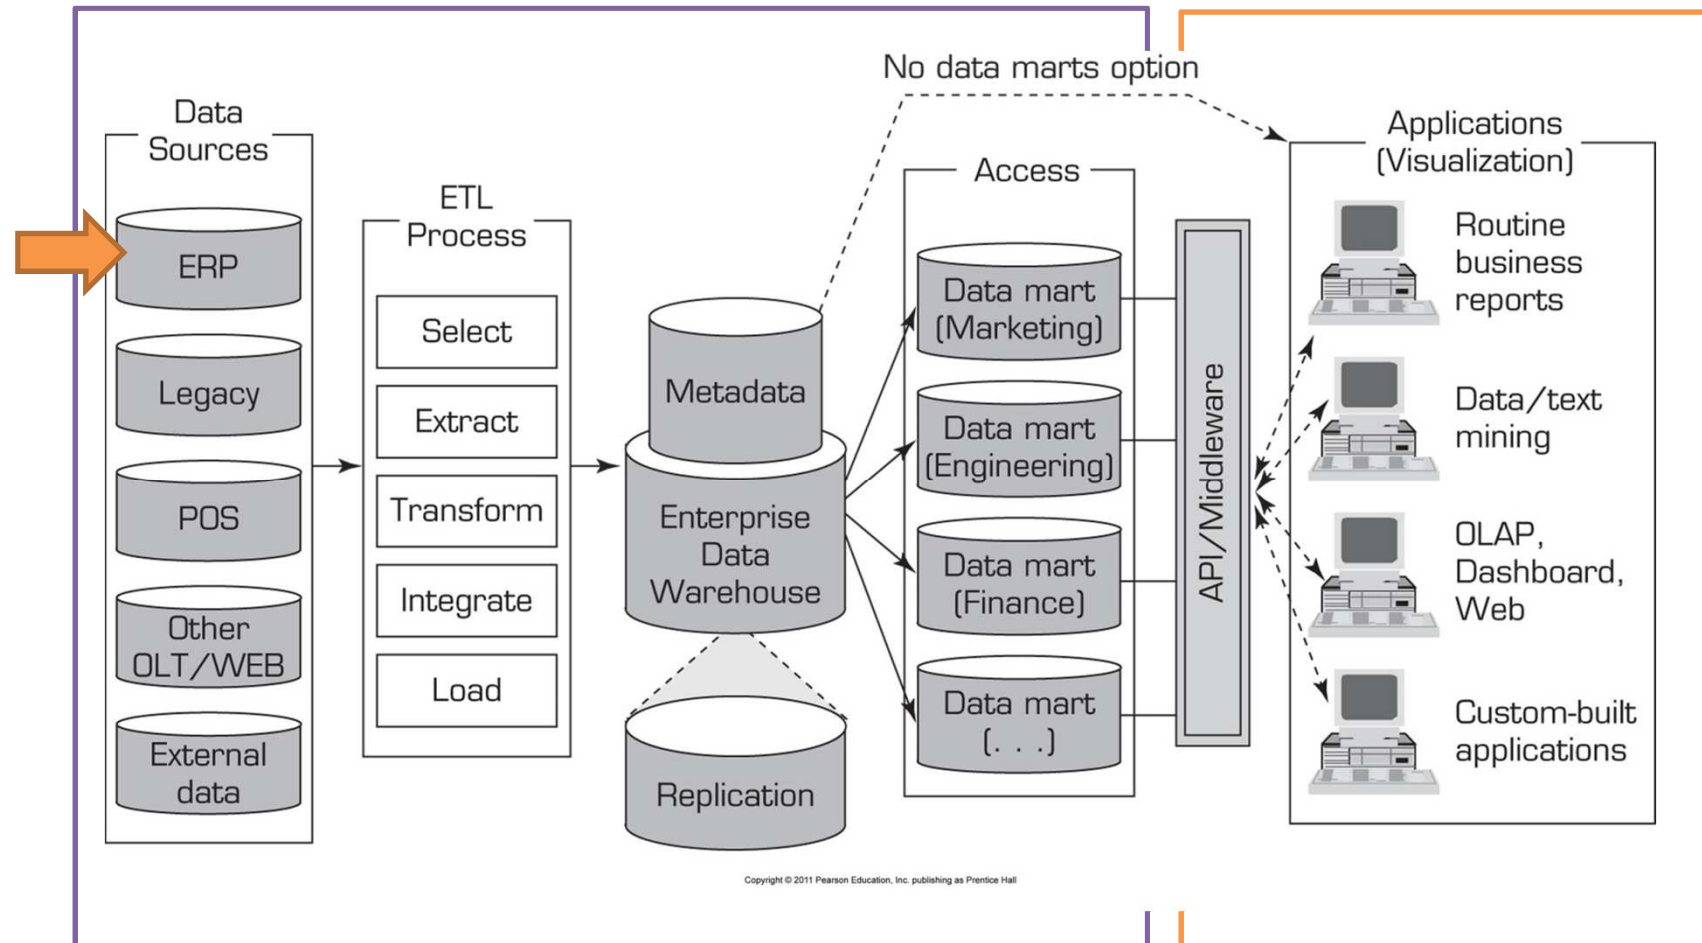 No data marts option
Data
Sources
ERP
Legacy
POS
Other
OLT/WEB
External
data
ETL
Process
Select
Extract
Transform
Integrate
Load
Metadata
Enterprise
Data
Warehouse
Replication
Access
Data mart
(Marketing)
Data mart
(Engineering)
Data mart
(Finance)
Data mart
(. . .)
API/Middleware
Applications
(Visualization)
Routine
business
reports
Data/text
mining
OLAP,
Dashboard,
Web
Custom-built
applications
Copyright © 2011 Pearson Education, Inc. publishing as Prentice Hall